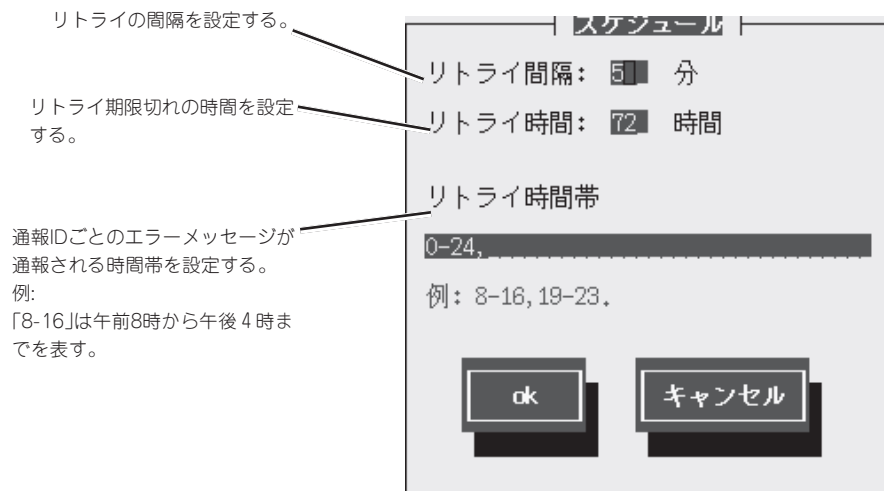 リトライの間隔を設定する。
リトライ期限切れの時間を設定
する。
通報IDごとのエラーメッセージが
通報される時間帯を設定する。
例:
「8-16」は午前8時から午後４時ま
でを表す。
スケジュール
リトライ間隔: 5 分
リトライ時間: 72 時間
リトライ時間帯
0-24,
例: 8-16,19-23.
ok キャンセル